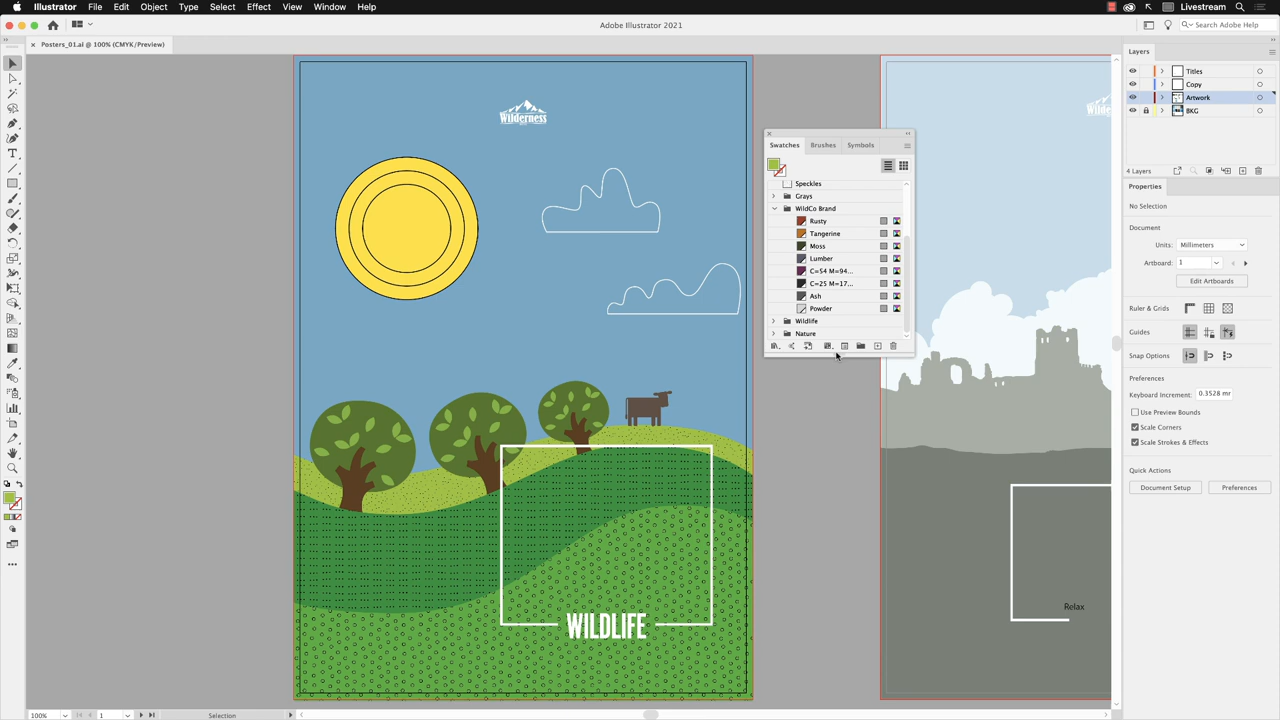 Illustrator File Edit Object Type Select Effect View Window Help
Livestream
Adobe Illustrator 2021
Search Adobe Help
Posters_01.ai @ 100% (CMYK/Preview)
Layers
Titles
Copy
Artwork
BKG
4 Layers
Wilderness
Swatches Brushes Symbols
Speckles
Grays
WildCo Brand
Rusty
Tangerine
Moss
Lumber
C=54 M=94...
C=25 M=17...
Ash
Powder
Wildlife
Nature
Properties
No Selection
Document
Units: Millimeters
Artboard: 1
Edit Artboards
Ruler & Grids
Guides
Snap Options
Preferences
Keyboard Increment: 0.3528 mr
Use Preview Bounds
Scale Corners
Scale Strokes & Effects
Quick Actions
Document Setup Preferences
Relax
WILDLIFE
100% 1 Selection